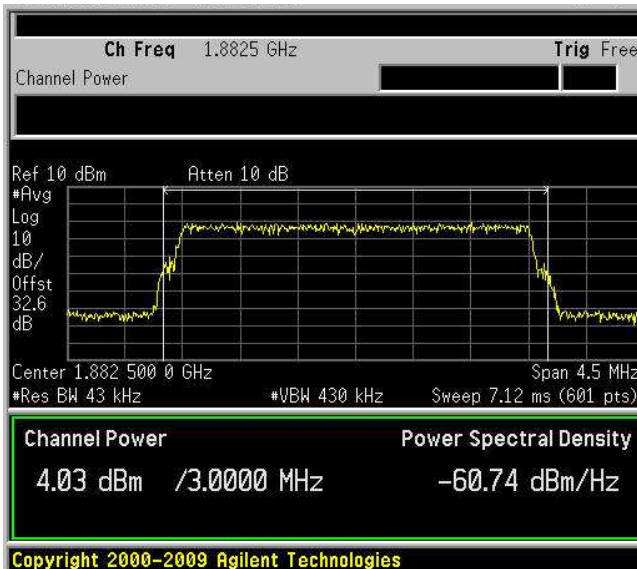 Ch Freq 1.8825 GHz Trig Free
Channel Power
Ref 10 dBm Atten 10 dB
#Avg
Log
10
dB/
Offst
32.6
dB
Center 1.882 500 0 GHz Span 4.5 MHz
#Res BW 43 kHz #VBW 430 kHz Sweep 7.12 ms (601 pts)
Channel Power Power Spectral Density
4.03 dBm /3.0000 MHz -60.74 dBm/Hz
Copyright 2000-2009 Agilent Technologies